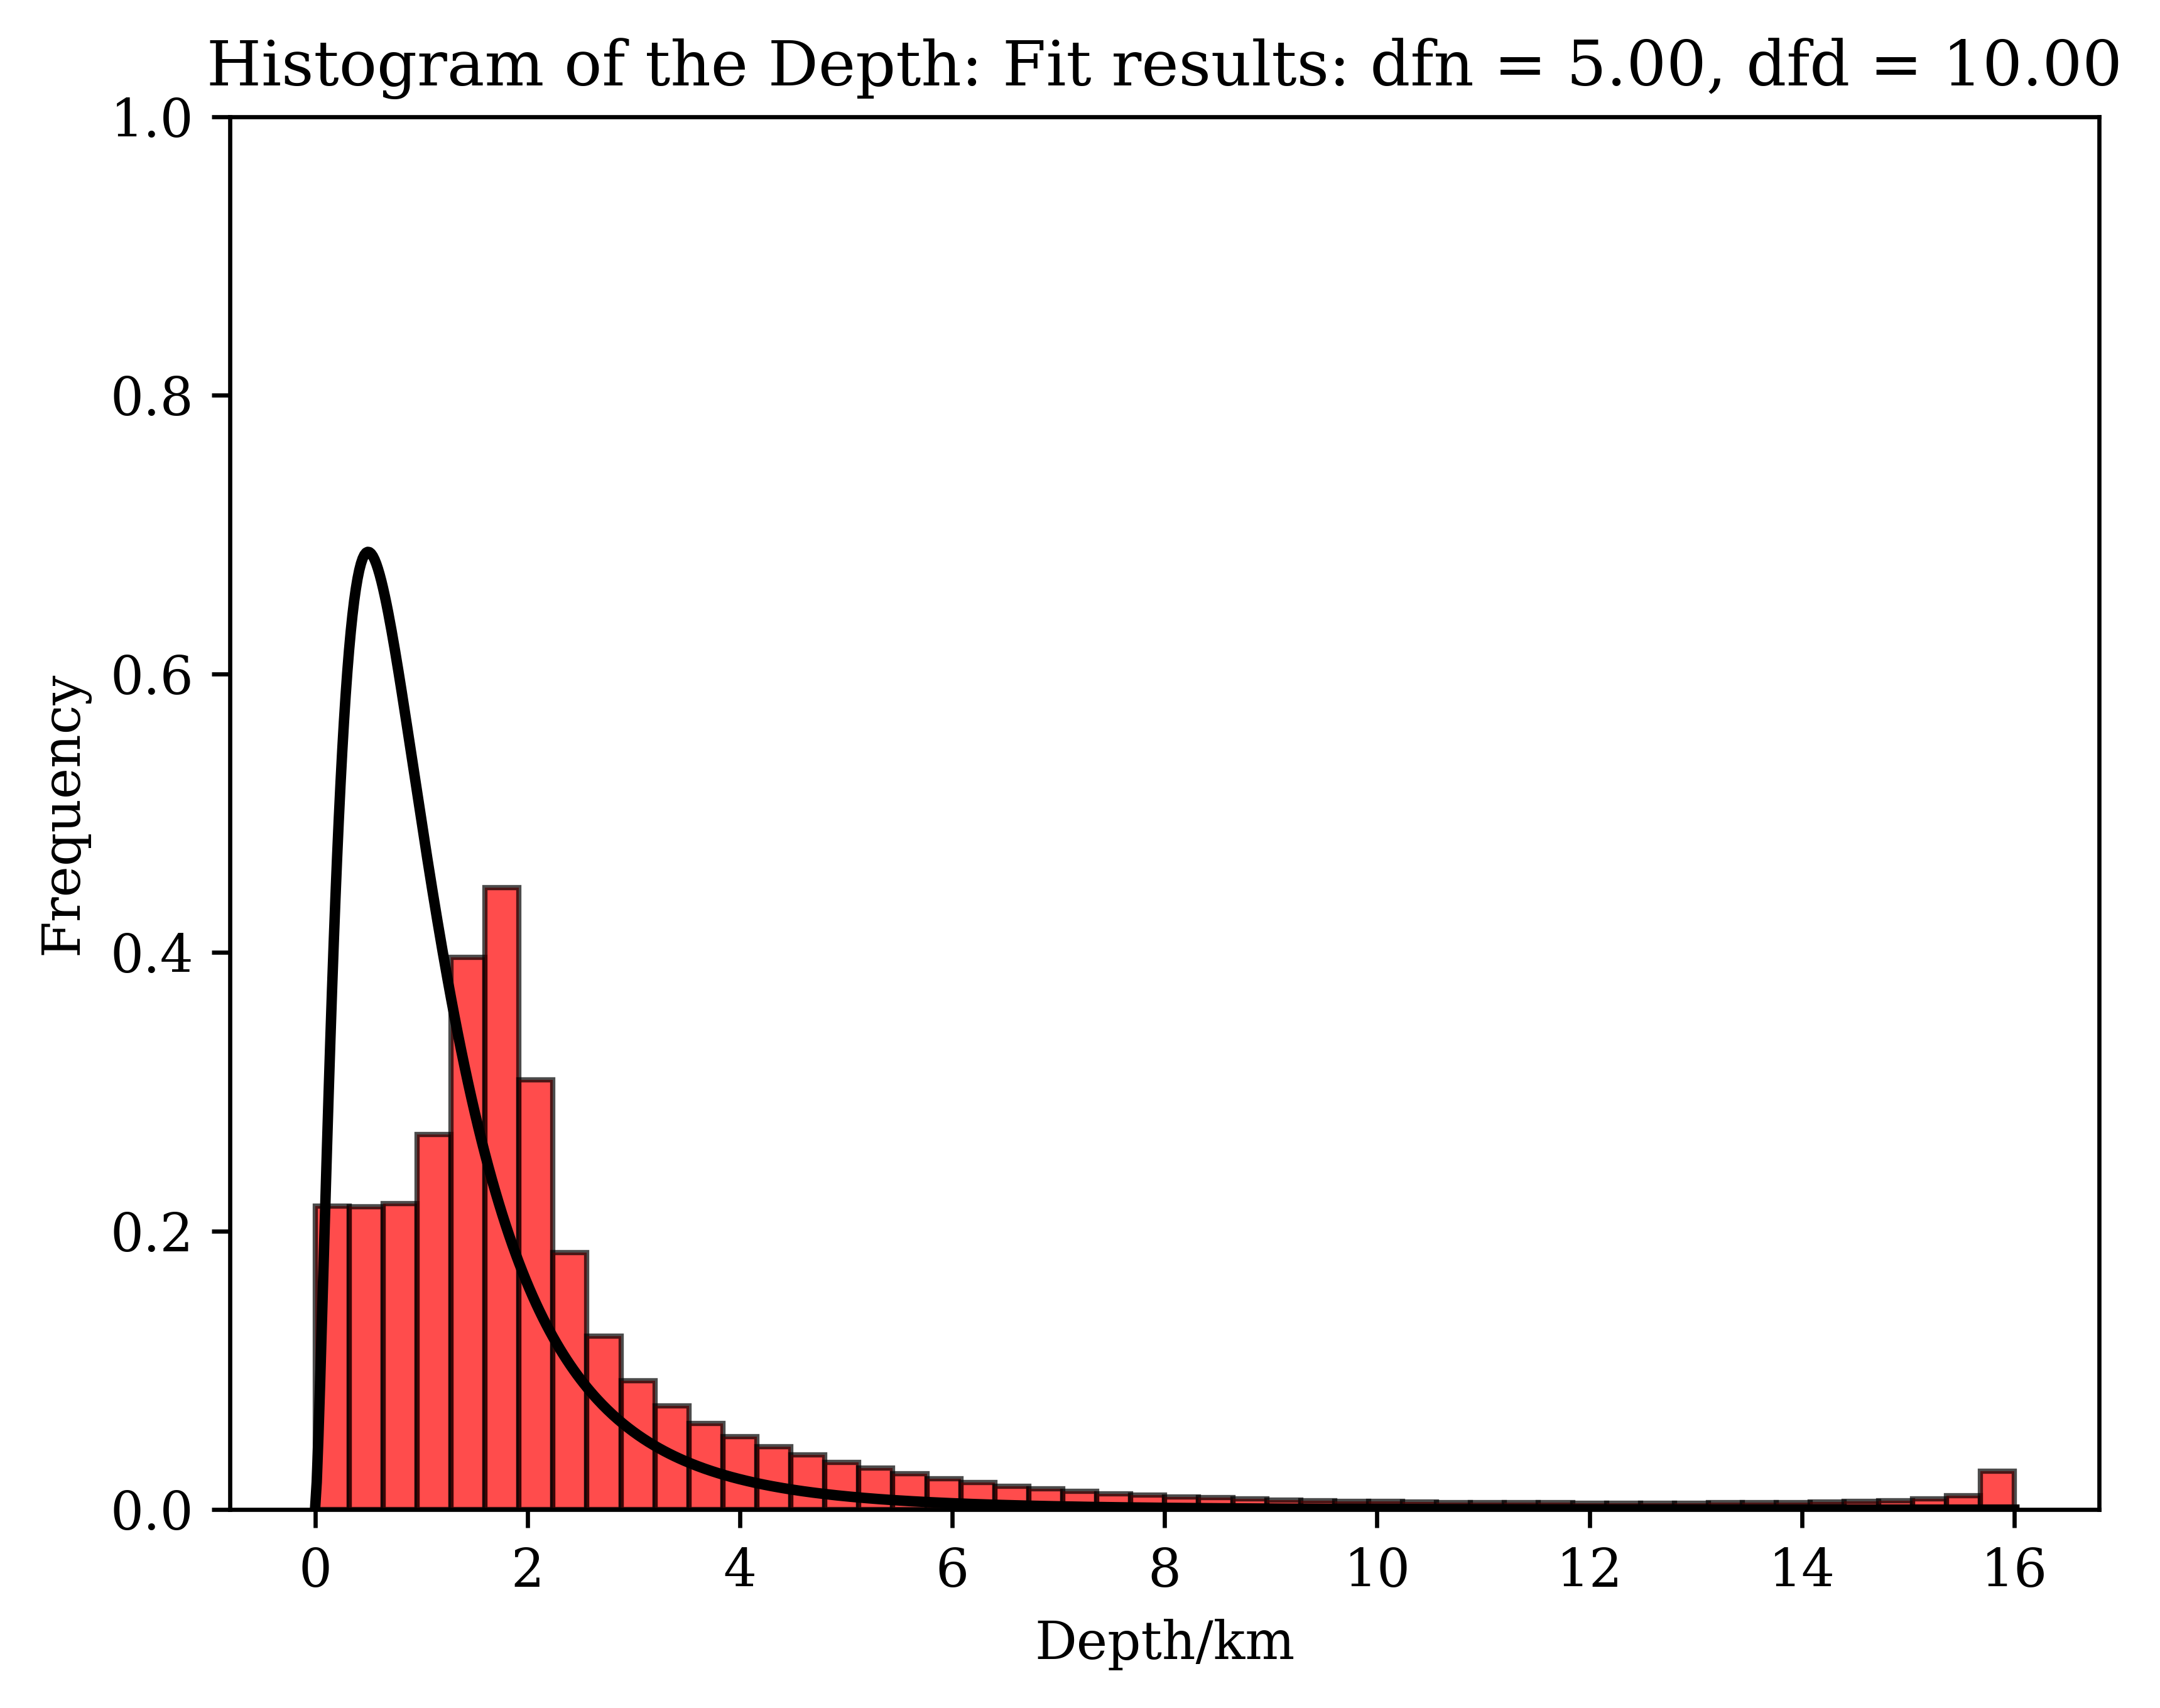 Histogram of the Depth: Fit results: dfn = 5.00, dfd = 10.00
1.0
0.8
0.6
0.4
0.2
0.0
Frequency
0 2 4 6 8 10 12 14 16
Depth/km